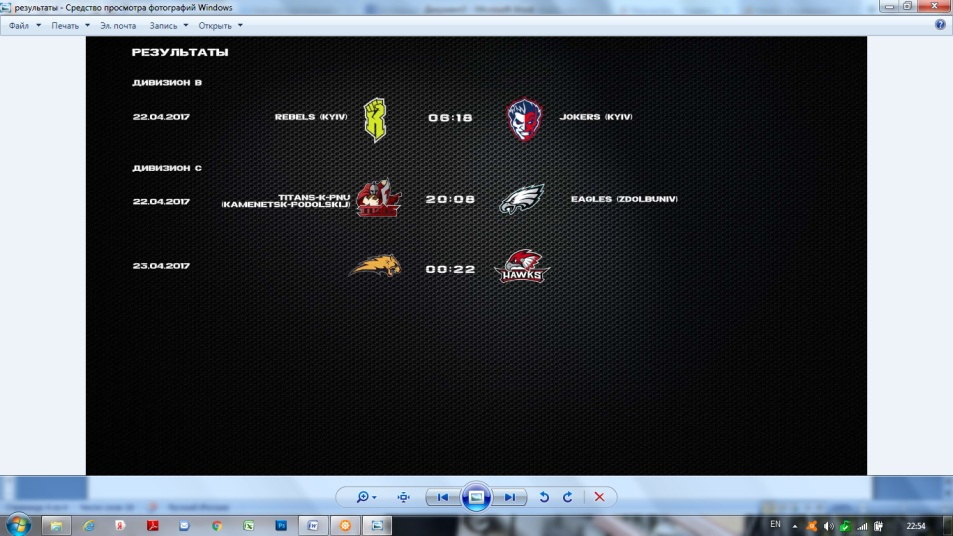 результаты - Средство просмотра фотографий Windows
Файл Печать Эл. почта Запись Открыть
РЕЗУЛЬТАТЫ
ДИВИЗИОН В
22.04.2017 REBELS (KYIV) 06:18 JOKERS (KYIV)
ДИВИЗИОН С
TITANS-K-PNU
22.04.2017 (KAMENETSK-PODOLSKIJ) 20:08 EAGLES (ZDOLBUNIV)
23.04.2017 00:22 HAWKS
EN 22:54